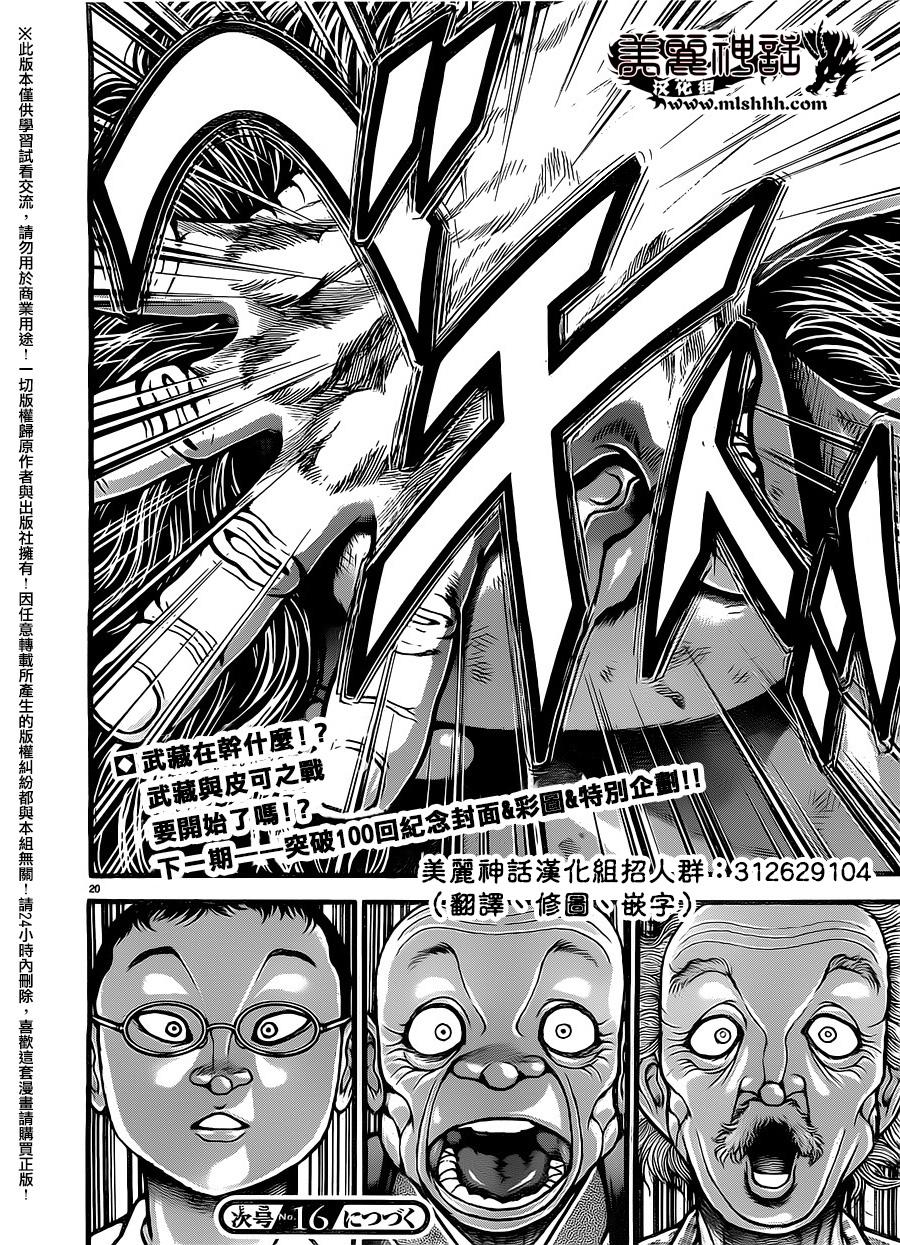 ※此版本僅供學習試看交流，請勿用於商業用途！一切版權歸原作者與出版社擁有！因任意轉載所產生的版權糾紛都與本組無關！請24小時內刪除，喜歡這套漫畫請購買正版！
美麗神話
汉化组
www.mlshhh.com
武藏在幹什麼！？
武藏與皮可之戰
要開始了嗎！？
下一期——突破100回紀念封面&彩圖&特別企劃!!
美麗神話漢化組招人群：312629104
（翻譯、修圖、嵌字）
20
次号No.16につづく